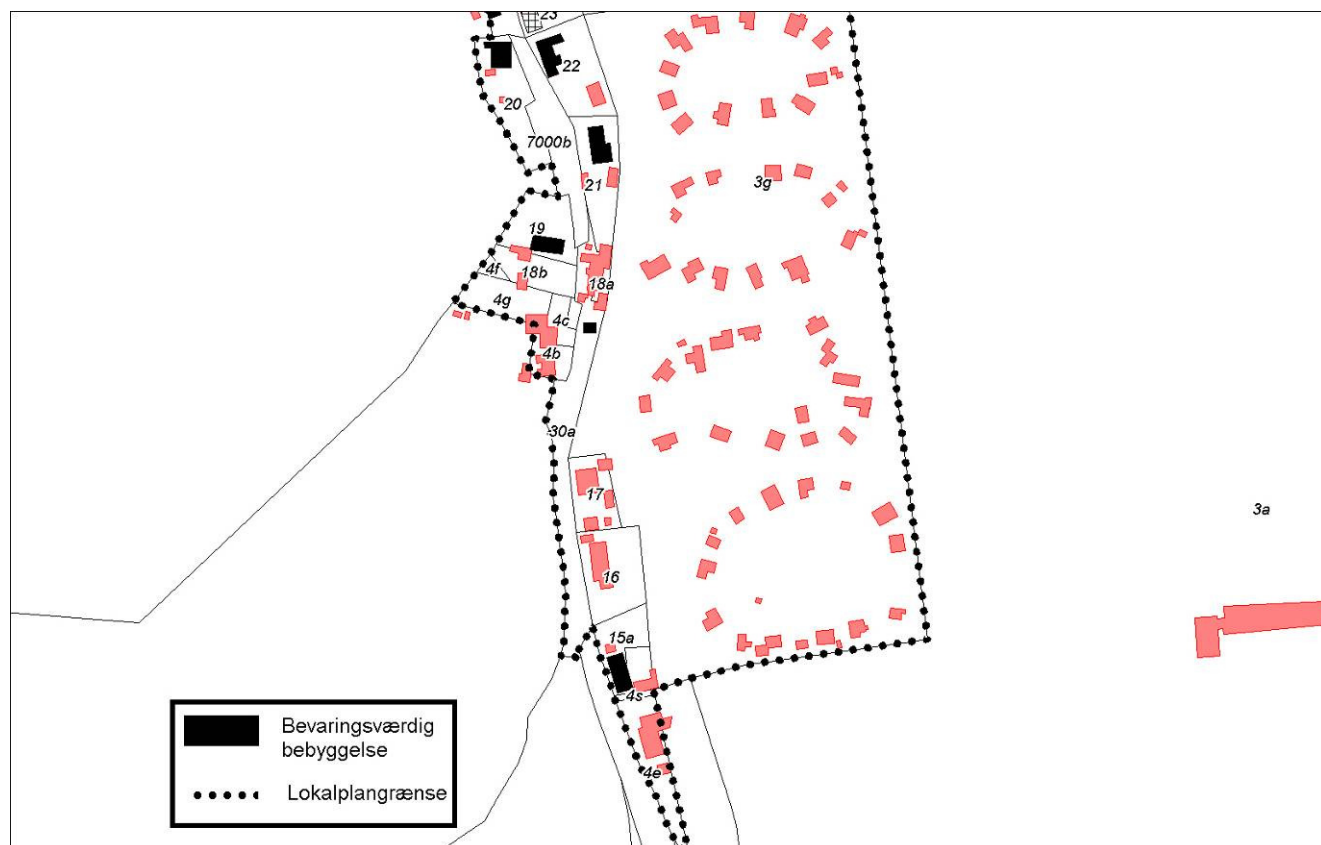 23
22
20
7000b
21
3g
19
4f
18b
18a
4g
4c
4b
30a
17
3a
16
15a
4s
4e
Bevaringsværdig
bebyggelse
Lokalplangrænse